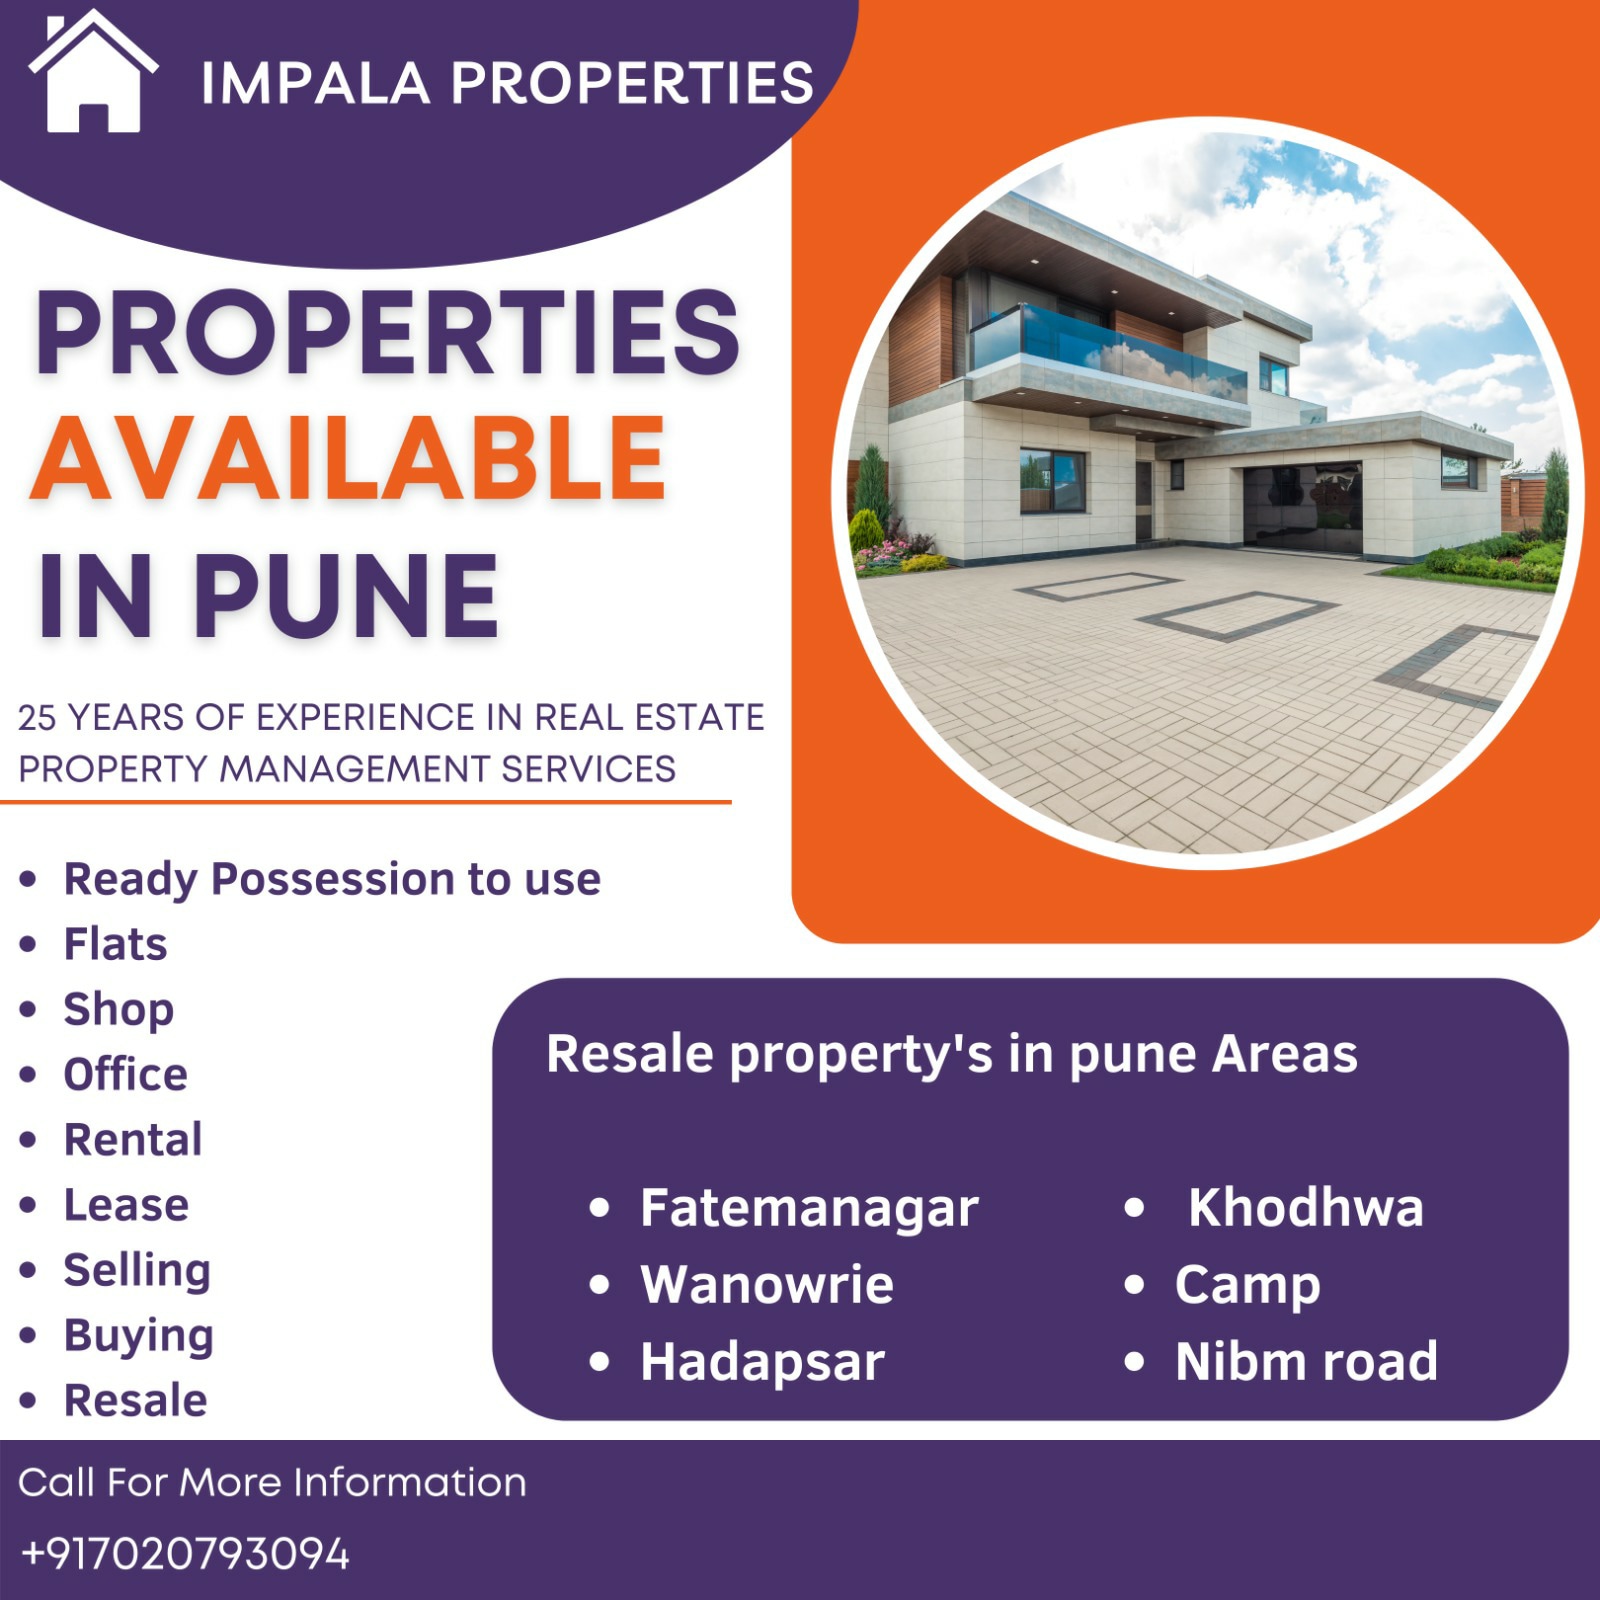 IMPALA PROPERTIES
PROPERTIES
AVAILABLE
IN PUNE
25 YEARS OF EXPERIENCE IN REAL ESTATE
PROPERTY MANAGEMENT SERVICES
• Ready Possession to use
• Flats
• Shop
• Office
• Rental
• Lease
• Selling
• Buying
• Resale
Resale property's in pune Areas
• Fatemanagar
• Wanowrie
• Hadapsar
• Khodhwa
• Camp
• Nibm road
Call For More Information
+917020793094